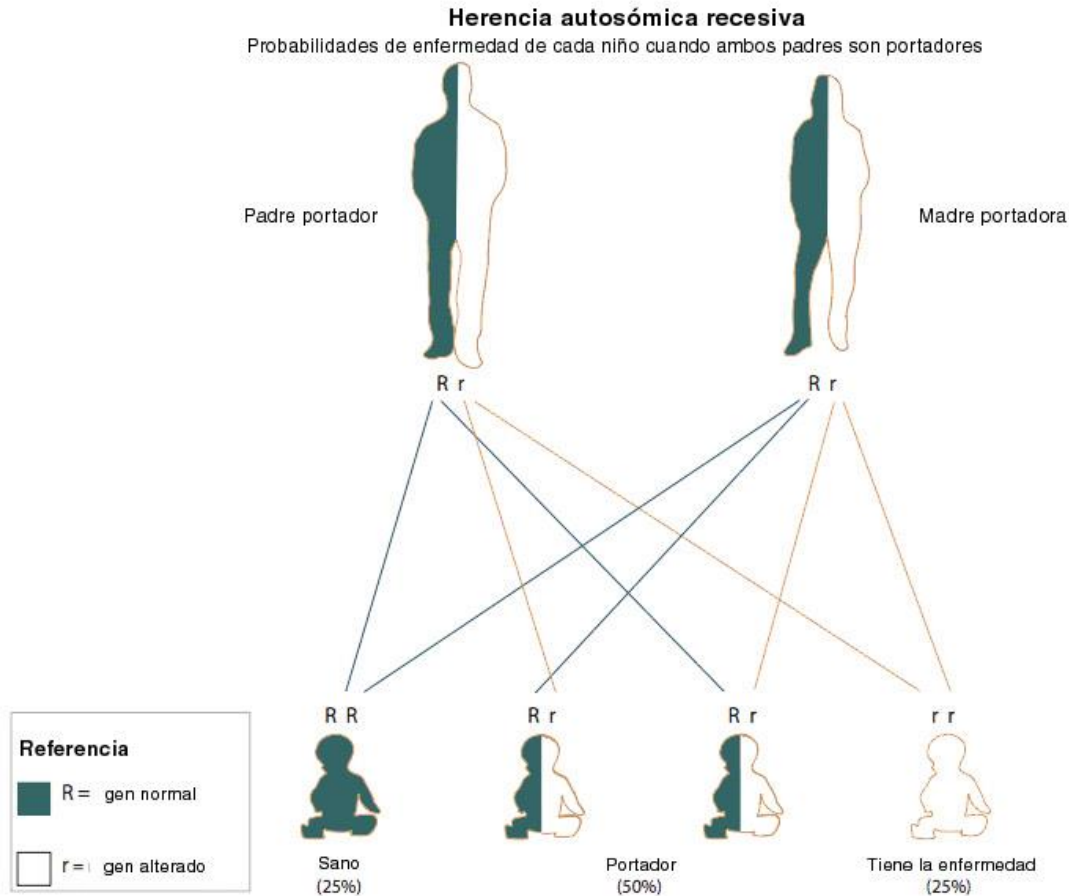 Herencia autosómica recesiva
Probabilidades de enfermedad de cada niño cuando ambos padres son portadores
Padre portador
Madre portadora
R r
R r
R R
R r
R r
r r
Referencia
R = gen normal
r = gen alterado
Sano
(25%)
Portador
(50%)
Tiene la enfermedad
(25%)